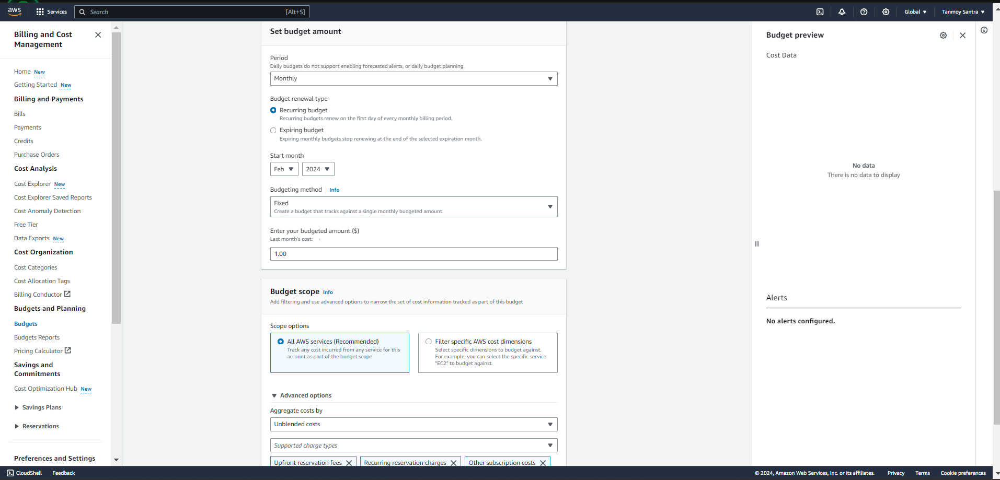 aws
Services
Search
[Alt+S]
Global
Tanmoy Santra
Billing and Cost
Management
Home New
Getting Started New
Billing and Payments
Bills
Payments
Credits
Purchase Orders
Cost Analysis
Cost Explorer New
Cost Explorer Saved Reports
Cost Anomaly Detection
Free Tier
Data Exports New
Cost Organization
Cost Categories
Cost Allocation Tags
Billing Conductor
Budgets and Planning
Budgets
Budgets Reports
Pricing Calculator
Savings and
Commitments
Cost Optimization Hub New
Savings Plans
Reservations
Preferences and Settings
Set budget amount
Period
Daily budgets do not support enabling forecasted alerts, or daily budget planning.
Monthly
Budget renewal type
Recurring budget
Recurring budgets renew on the first day of every monthly billing period.
Expiring budget
Expiring monthly budgets stop renewing at the end of the selected expiration month.
Start month
Feb 2024
Budgeting method Info
Fixed
Create a budget that tracks against a single monthly budgeted amount.
Enter your budgeted amount ($)
Last month's cost:
1.00
Budget scope Info
Add filtering and use advanced options to narrow the set of cost information tracked as part of this budget
Scope options
All AWS services (Recommended)
Track any cost incurred from any service for this
account as part of the budget scope
Filter specific AWS cost dimensions
Select specific dimensions to budget against.
For example, you can select the specific service
"EC2" to budget against.
Advanced options
Aggregate costs by
Unblended costs
Supported charge types
Upfront reservation fees Recurring reservation charges Other subscription costs
Budget preview
Cost Data
No data
There is no data to display
Alerts
No alerts configured.
CloudShell Feedback
© 2024, Amazon Web Services, Inc. or its affiliates. Privacy Terms Cookie preferences